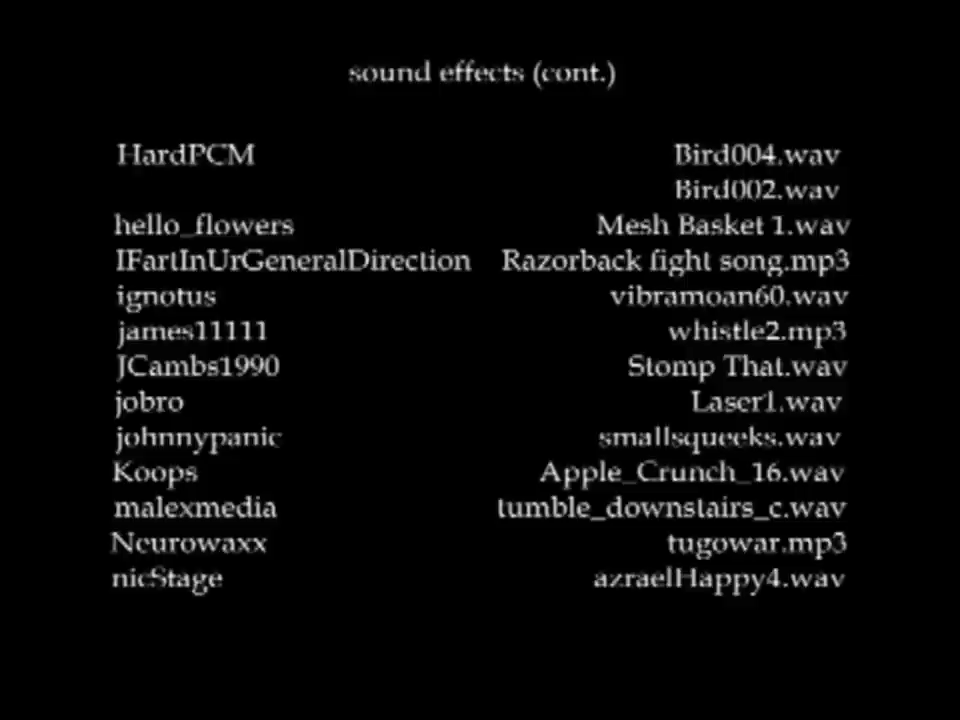 sound effects (cont.)
HardPCM Bird004.wav
Bird002.wav
hello_flowers Mesh Basket 1.wav
IFartInUrGeneralDirection Razorback fight song.mp3
ignotus vibramoan60.wav
james11111 whistle2.mp3
JCambs1990 Stomp That.wav
jobro Laser1.wav
johnnypanic smallsqueeks.wav
Koops Apple_Crunch_16.wav
malexmedia tumble_downstairs_c.wav
Neurowaxx tugowar.mp3
nicStage azraelHappy4.wav